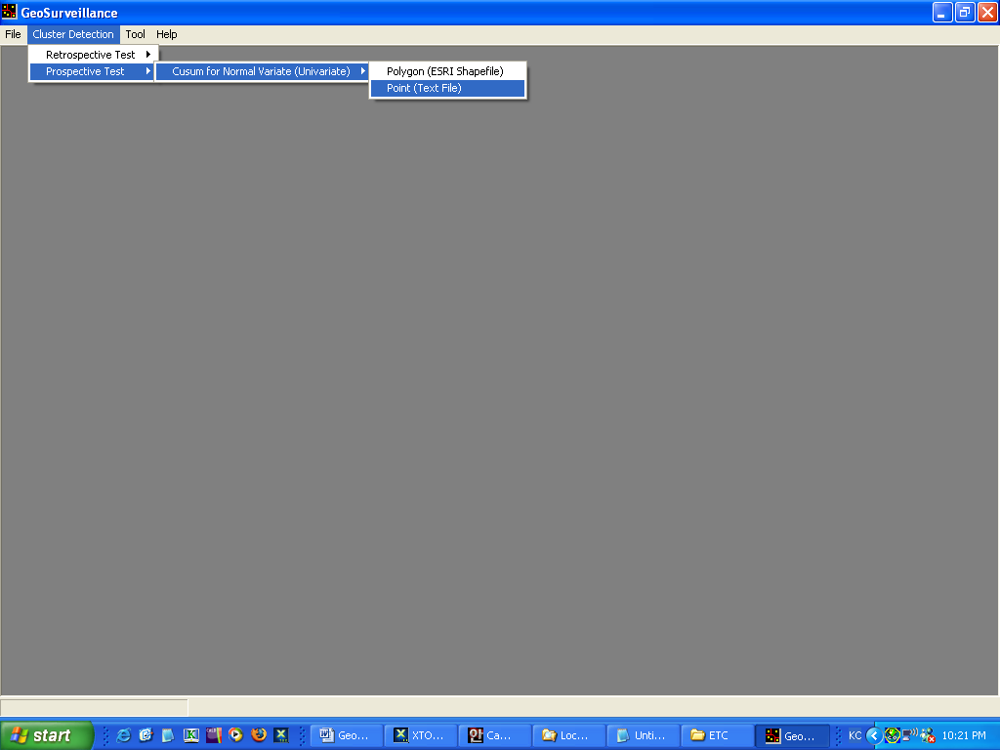 GeoSurveillance
File Cluster Detection Tool Help
Retrospective Test
Prospective Test Cusum for Normal Variate (Univariate) Polygon (ESRI Shapefile)
Point (Text File)
start Geo... XTO... Ca... Loc... Unti... ETC Geo... KC 10:21 PM